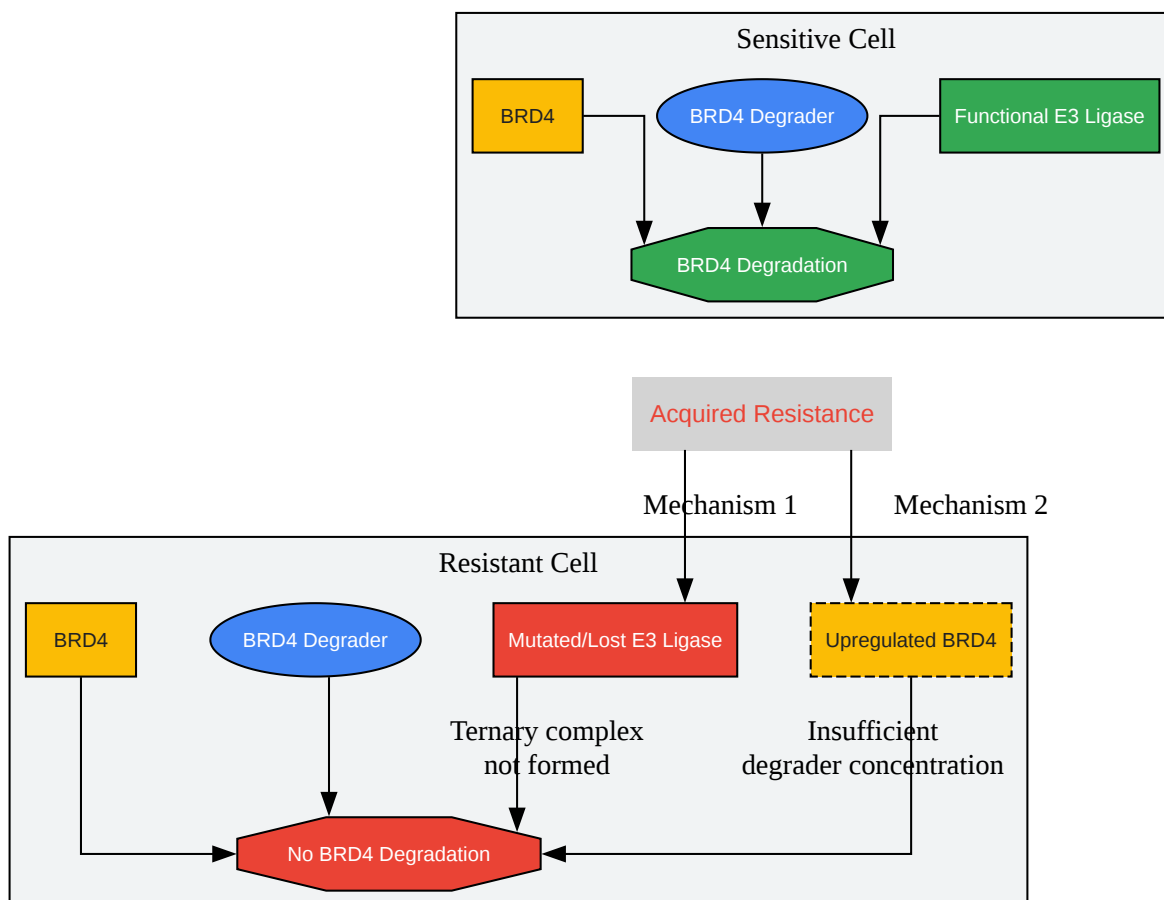 Sensitive Cell
BRD4
BRD4 Degrader
Functional E3 Ligase
BRD4 Degradation
Acquired Resistance
Mechanism 1
Mechanism 2
Resistant Cell
BRD4
BRD4 Degrader
Mutated/Lost E3 Ligase
Upregulated BRD4
Ternary complex
not formed
Insufficient
degrader concentration
No BRD4 Degradation